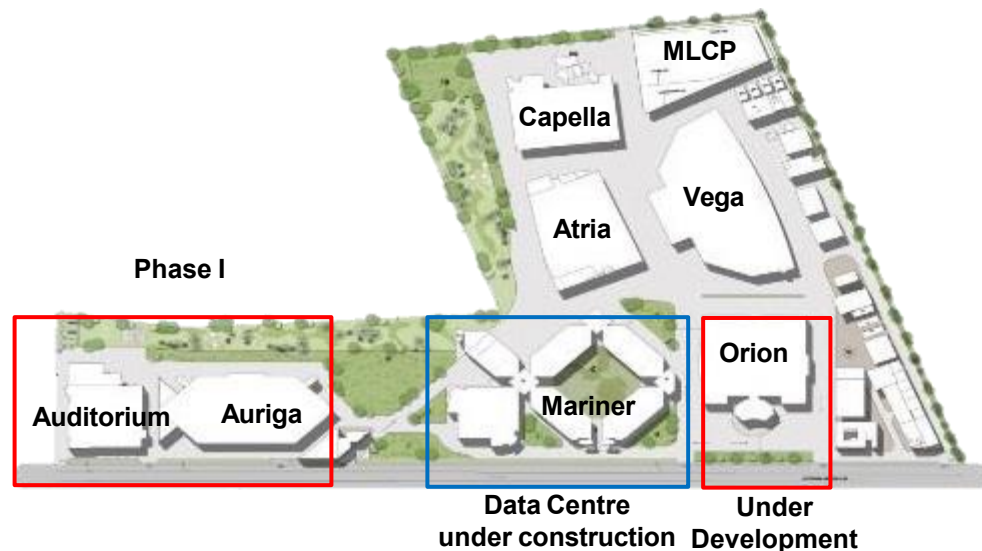 MLCP
Capella
Vega
Atria
Phase I
Orion
Auditorium
Auriga
Mariner
Data Centre
under construction
Under
Development